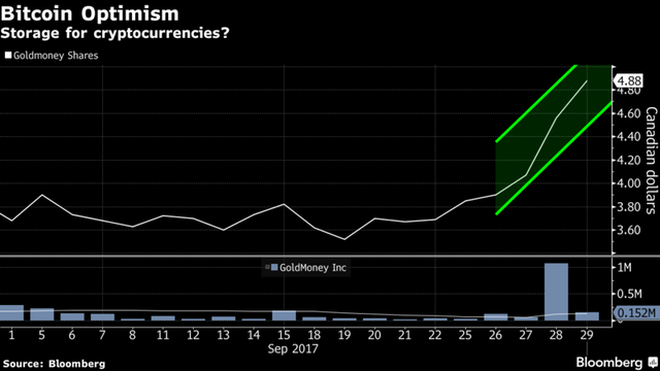 Bitcoin Optimism
Storage for cryptocurrencies?
Goldmoney Shares
4.88
4.80
4.60
4.40
4.20
4.00
3.80
3.60
Canadian dollars
GoldMoney Inc
1M
0.5M
0.152M
0
1 5 6 7 8 11 12 13 14 15 18 19 20 21 22 25 26 27 28 29
Sep 2017
Source: Bloomberg
Bloomberg